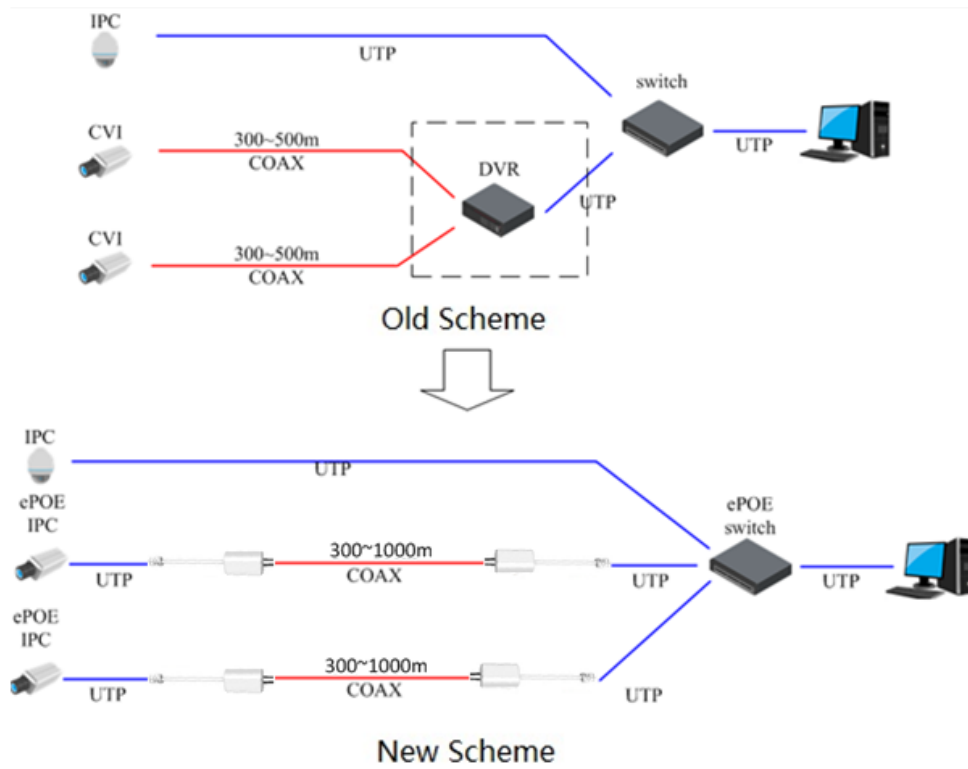 IPC
UTP
switch
CVI
300~500m
COAX
DVR
UTP
UTP
CVI
300~500m
COAX
Old Scheme
IPC
UTP
ePOE
IPC
ePOE
switch
300~1000m
UTP
COAX
UTP
UTP
ePOE
IPC
300~1000m
UTP
COAX
UTP
New Scheme